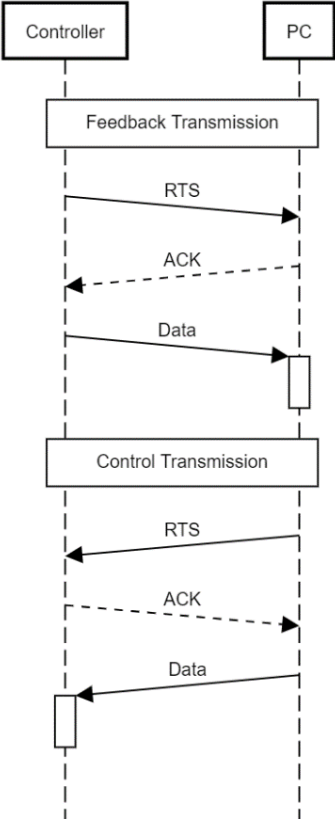 Controller
PC
Feedback Transmission
RTS
ACK
Data
Control Transmission
RTS
ACK
Data